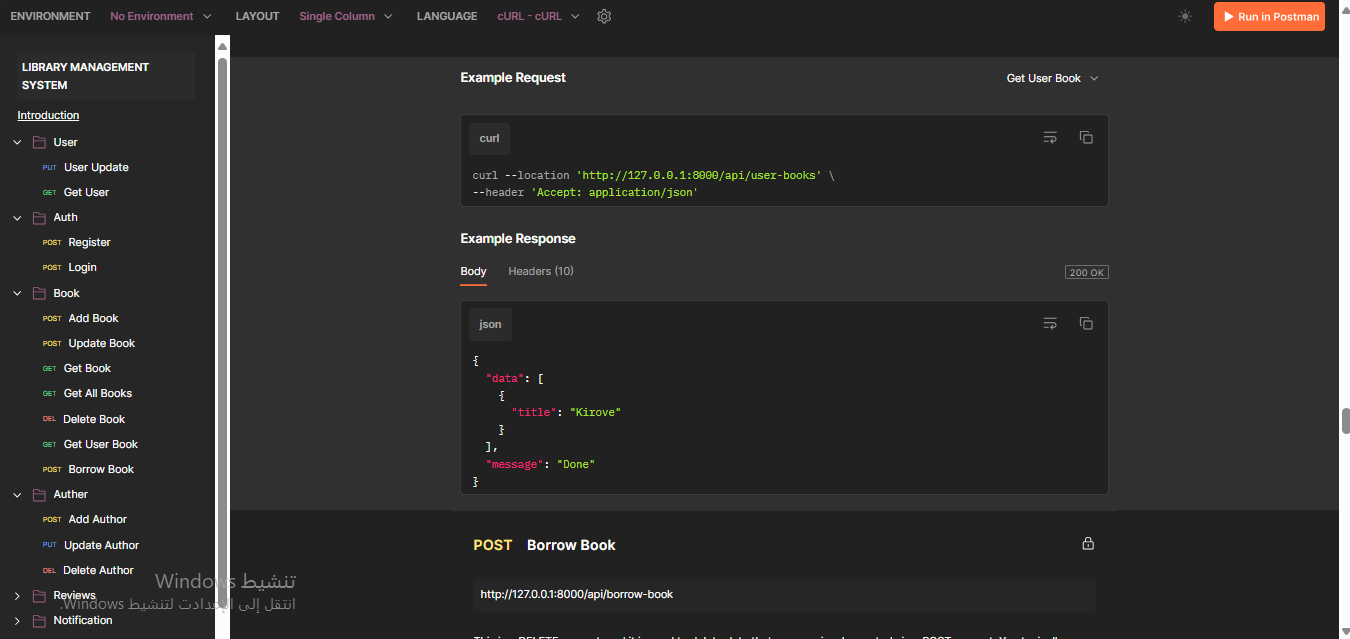 ENVIRONMENT No Environment LAYOUT Single Column LANGUAGE cURL - cURL Run in Postman
LIBRARY MANAGEMENT
SYSTEM
Introduction
User
PUT User Update
GET Get User
Auth
POST Register
POST Login
Book
POST Add Book
POST Update Book
GET Get Book
GET Get All Books
DEL Delete Book
GET Get User Book
POST Borrow Book
Auther
POST Add Author
PUT Update Author
DEL Delete Author
Reviews
Notification
Example Request Get User Book
curl
curl --location 'http://127.0.0.1:8000/api/user-books' \
--header 'Accept: application/json'
Example Response
Body Headers (10) 200 OK
json
{
"data": [
{
"title": "Kirove"
}
],
"message": "Done"
}
POST Borrow Book
http://127.0.0.1:8000/api/borrow-book
تنشيط Windows
انتقل إلى الإعدادت لتنشيط Windows.